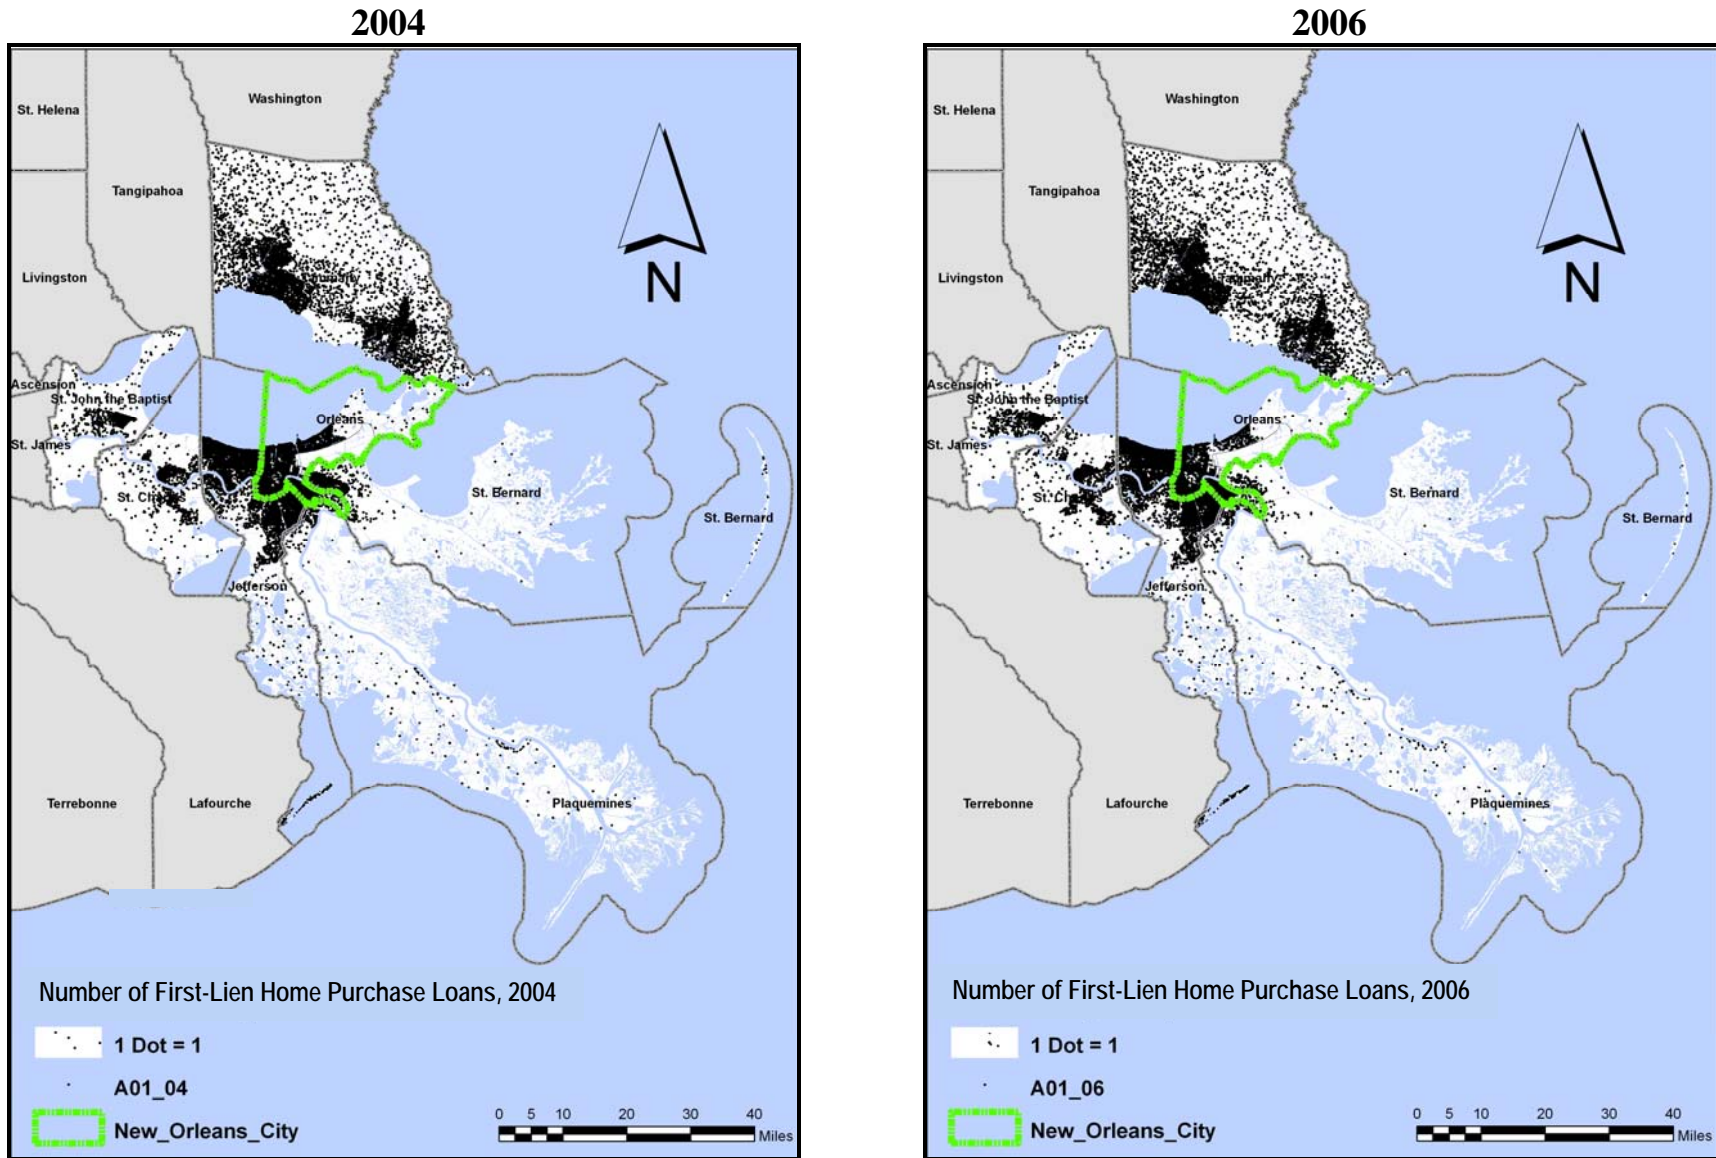 2004
St. Helena
Washington
Tangipahoa
Livingston
Ascension
St. John the Baptist
St. James
Orleans
St. Bernard
St. Bernard
Jefferson
Terrebonne
Lafourche
Plaquemines
N
Number of First-Lien Home Purchase Loans, 2004
1 Dot = 1
A01_04
New_Orleans_City
0 5 10 20 30 40
Miles
2006
St. Helena
Washington
Tangipahoa
Livingston
Ascension
St. John the Baptist
St. James
Orleans
St. Charles
St. Bernard
St. Bernard
Jefferson
Terrebonne
Lafourche
Plaquemines
N
Number of First-Lien Home Purchase Loans, 2006
1 Dot = 1
A01_06
New_Orleans_City
0 5 10 20 30 40
Miles